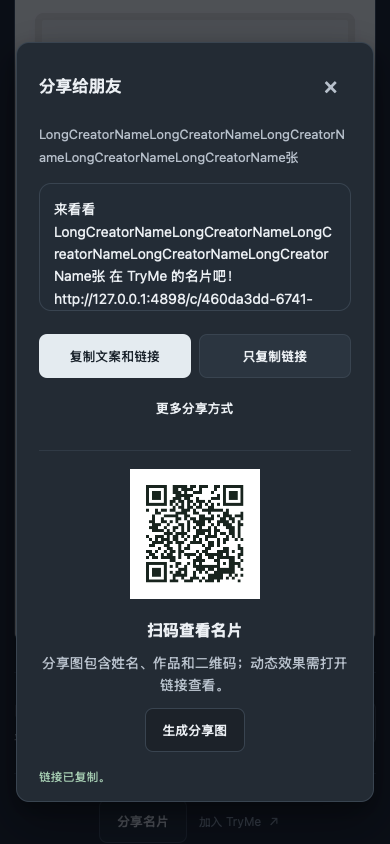 分享给朋友
LongCreatorNameLongCreatorNameLongCreatorN
ameLongCreatorNameLongCreatorName张
来看看
LongCreatorNameLongCreatorNameLongC
reatorNameLongCreatorNameLongCreator
Name张 在 TryMe 的名片吧！
http://127.0.0.1:4898/c/460da3dd-6741-
复制文案和链接
只复制链接
更多分享方式
扫码查看名片
分享图包含姓名、作品和二维码；动态效果需打开
链接查看。
生成分享图
链接已复制。
分享名片
加入 TryMe ↗